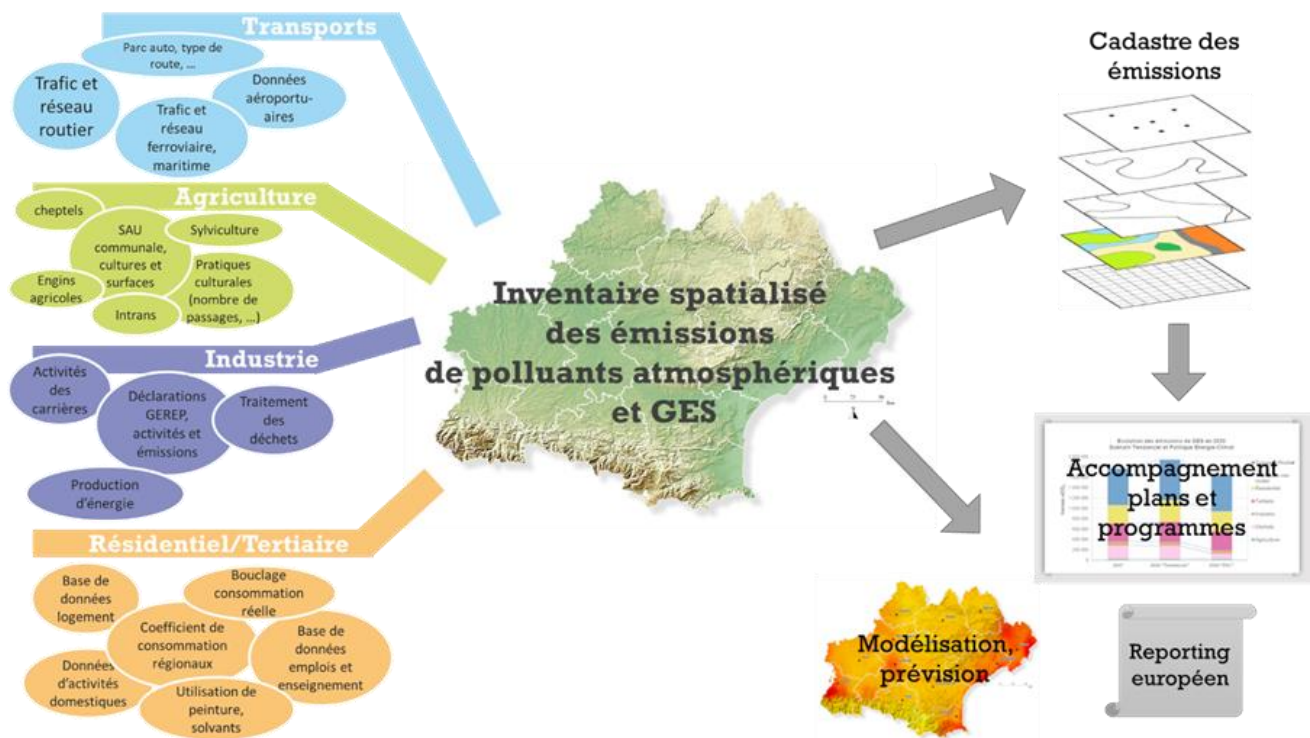 Transports
Parc auto, type de
route, ...
Trafic et
réseau
routier
Données
aéroportu-
aires
Trafic et
réseau
ferroviaire,
maritime
Agriculture
cheptels
SAU
communale,
cultures et
surfaces
Sylviculture
Engins
agricoles
Pratiques
culturales
(nombre de
passages, ...)
Intrans
Industrie
Activités
des
carrières
Déclarations
GEREP,
activités et
émissions
Traitement
des
déchets
Production
d'énergie
Résidentiel/Tertiaire
Base de
données
logement
Bouclage
consommation
réelle
Coefficient de
consommation
régionaux
Base de
données
emplois et
enseignement
Données
d'activités
domestiques
Utilisation de
peinture,
solvants
Inventaire spatialisé
des émissions
de polluants atmosphériques
et GES
Cadastre des
émissions
Accompagnement
plans et
programmes
Modélisation,
prévision
Reporting
européen